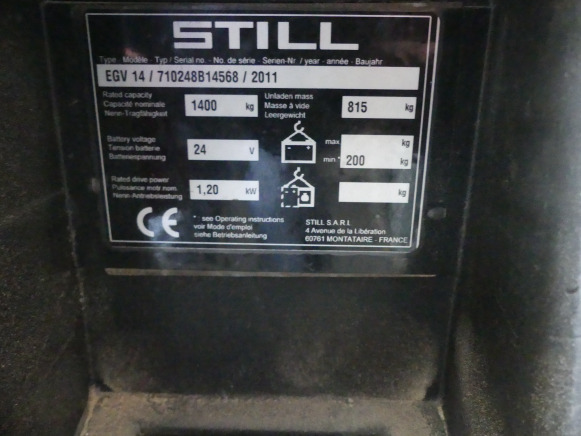 STILL
Type - Modèle - Typ / Serial no. - No. de série - Serien-Nr. / year - année - Baujahr
EGV 14 / 710248B14568 / 2011
Rated capacity
Capacité nominale
Nenn-Tragfähigkeit
1400 kg
Unladen mass
Masse à vide
Leergewicht
815 kg
Battery voltage
Tension batterie
Batteriespannung
24 V
max kg
min * 200 kg
Rated drive power
Puissance motr.nom.
Nenn-Antriebsleistung
1,20 kW
kg
CE
* : see Operating instructions
voir Mode d'emploi
siehe Betriebsanleitung
STILL S.A.R.L
4 Avenue de la Libération
60761 MONTATAIRE - FRANCE